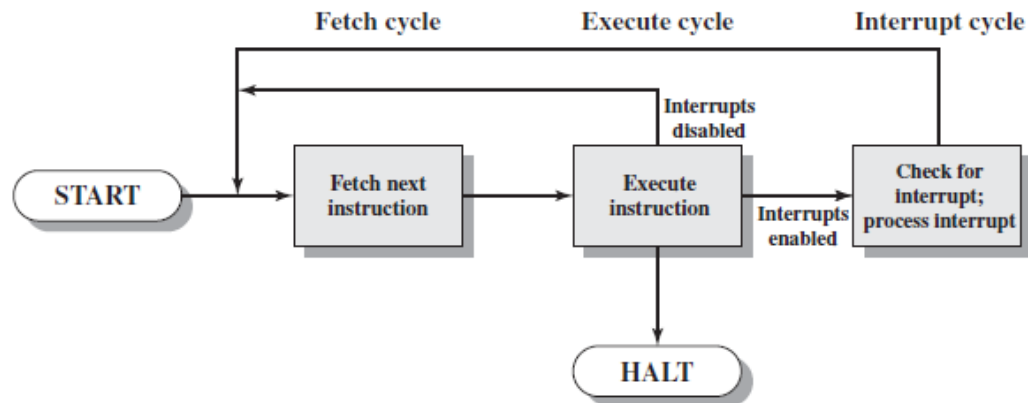 Fetch cycle
Execute cycle
Interrupt cycle
Interrupts
disabled
START
Fetch next
instruction
Execute
instruction
Interrupts
enabled
Check for
interrupt;
process interrupt
HALT